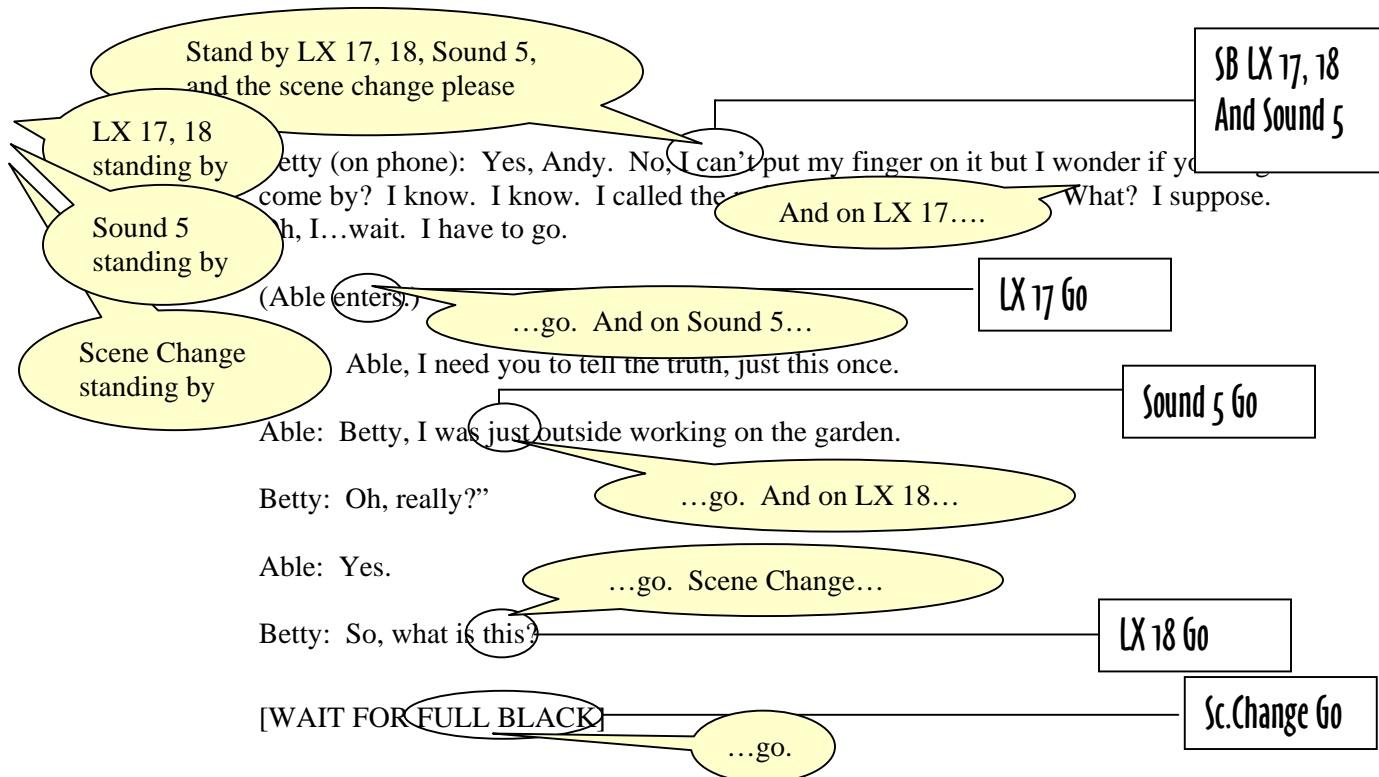 Stand by LX 17, 18, Sound 5,
and the scene change please
SB LX 17, 18
And Sound 5
LX 17, 18
standing by
etty (on phone): Yes, Andy. No, I can't put my finger on it but I wonder if yo
come by? I know. I know. I called the
What? I suppose.
And on LX 17….
h, I…wait. I have to go.
Sound 5
standing by
(Able enters.)
LX 17 Go
…go. And on Sound 5…
Scene Change
standing by
Able, I need you to tell the truth, just this once.
Sound 5 Go
Able: Betty, I was just outside working on the garden.
…go. And on LX 18…
Betty: Oh, really?”
Able: Yes.
…go. Scene Change…
Betty: So, what is this?
LX 18 Go
[WAIT FOR FULL BLACK]
Sc.Change Go
…go.